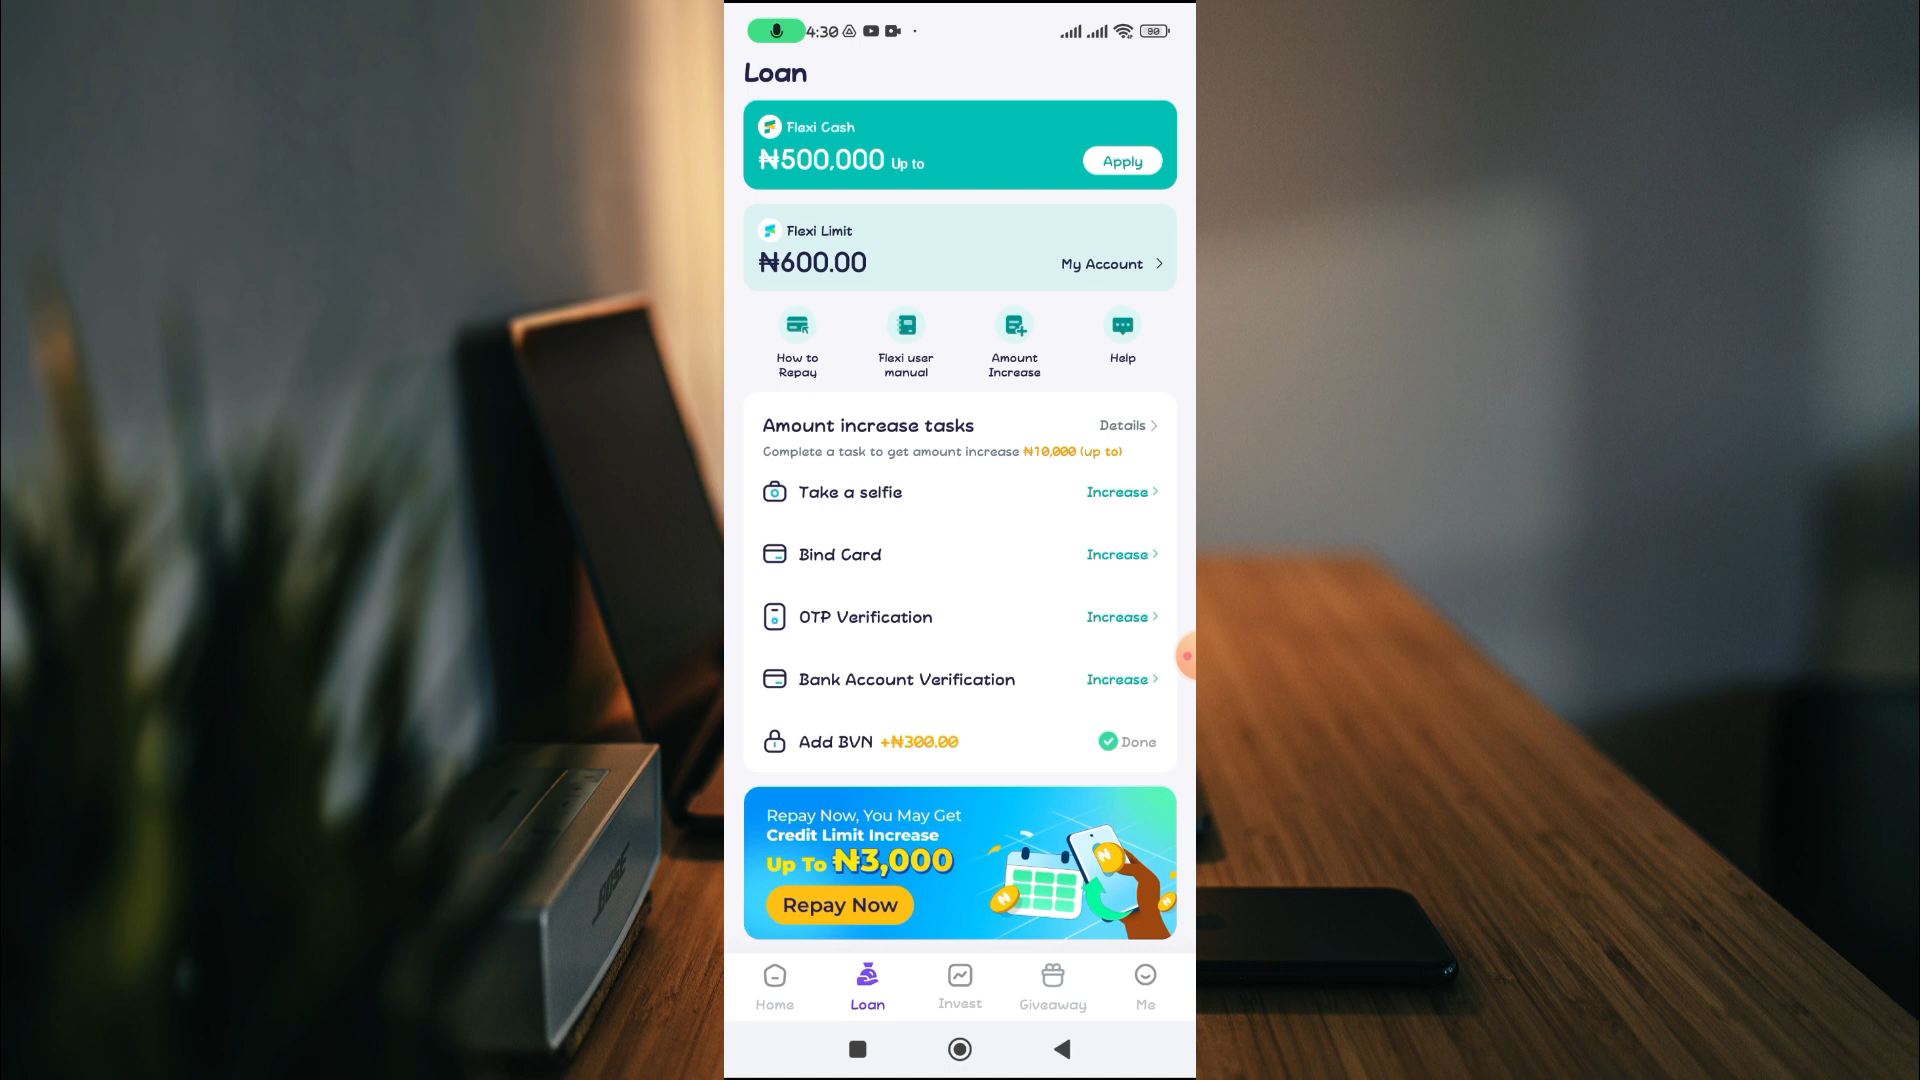 4:30
90
Loan
Flexi Cash
₦500,000 Up to
Apply
Flexi Limit
₦600.00
My Account
How to
Repay
Flexi user
manual
Amount
Increase
Help
Amount increase tasks
Details
Complete a task to get amount increase ₦10,000 (up to)
Take a selfie
Increase
Bind Card
Increase
OTP Verification
Increase
Bank Account Verification
Increase
Add BVN +₦300.00
Done
Repay Now, You May Get
Credit Limit Increase
Up To ₦3,000
Repay Now
Home
Loan
Invest
Giveaway
Me
BOSE